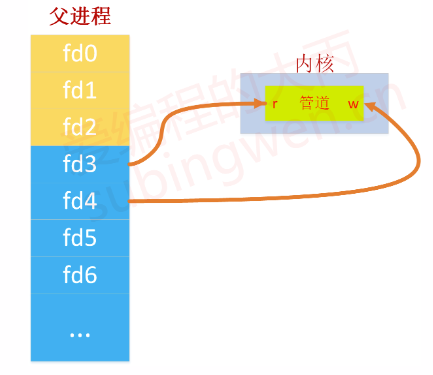 父进程
fd0
内核
fd1
r 管道 w
fd2
fd3
fd4
fd5
fd6
...
爱编程的大丙
subingwen.cn